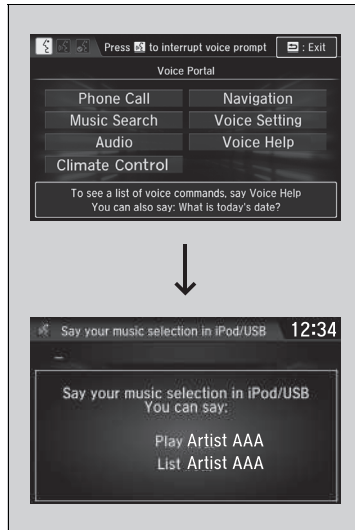 Press to interrupt voice prompt : Exit
Voice Portal
Phone Call Navigation
Music Search Voice Setting
Audio Voice Help
Climate Control
To see a list of voice commands, say Voice Help
You can also say: What is today's date?
Say your music selection in iPod/USB 12:34
Say your music selection in iPod/USB
You can say:
Play Artist AAA
List Artist AAA